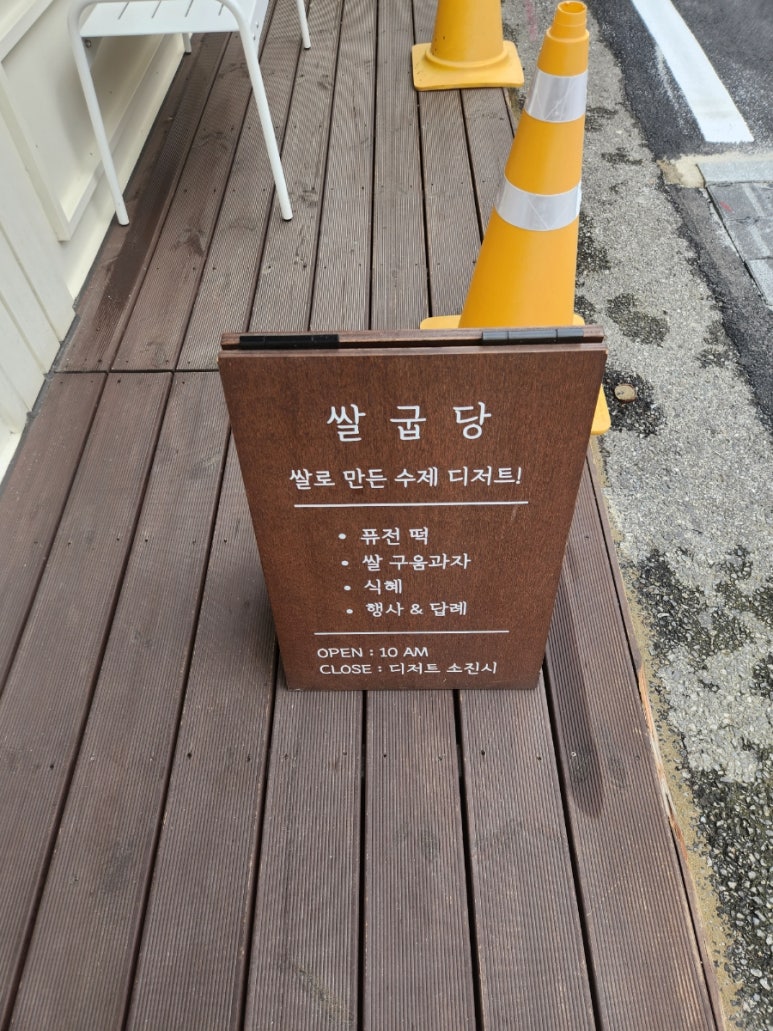 쌀 굽 당
쌀로 만든 수제 디저트!
• 퓨전 떡
• 쌀 구움과자
• 식혜
• 행사 & 답례
OPEN : 10 AM
CLOSE : 디저트 소진시